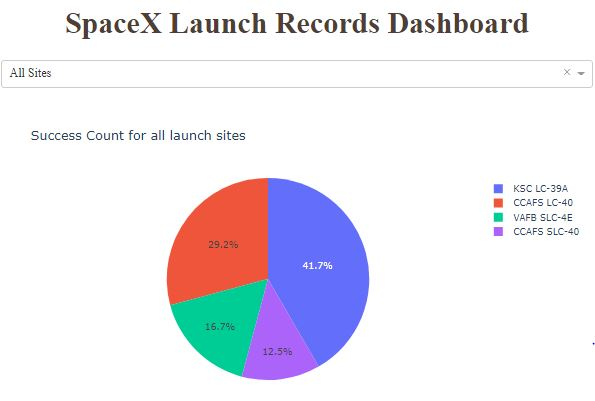 SpaceX Launch Records Dashboard
All Sites ×
Success Count for all launch sites
KSC LC-39A
CCAFS LC-40
VAFB SLC-4E
CCAFS SLC-40
29.2%
41.7%
16.7%
12.5%